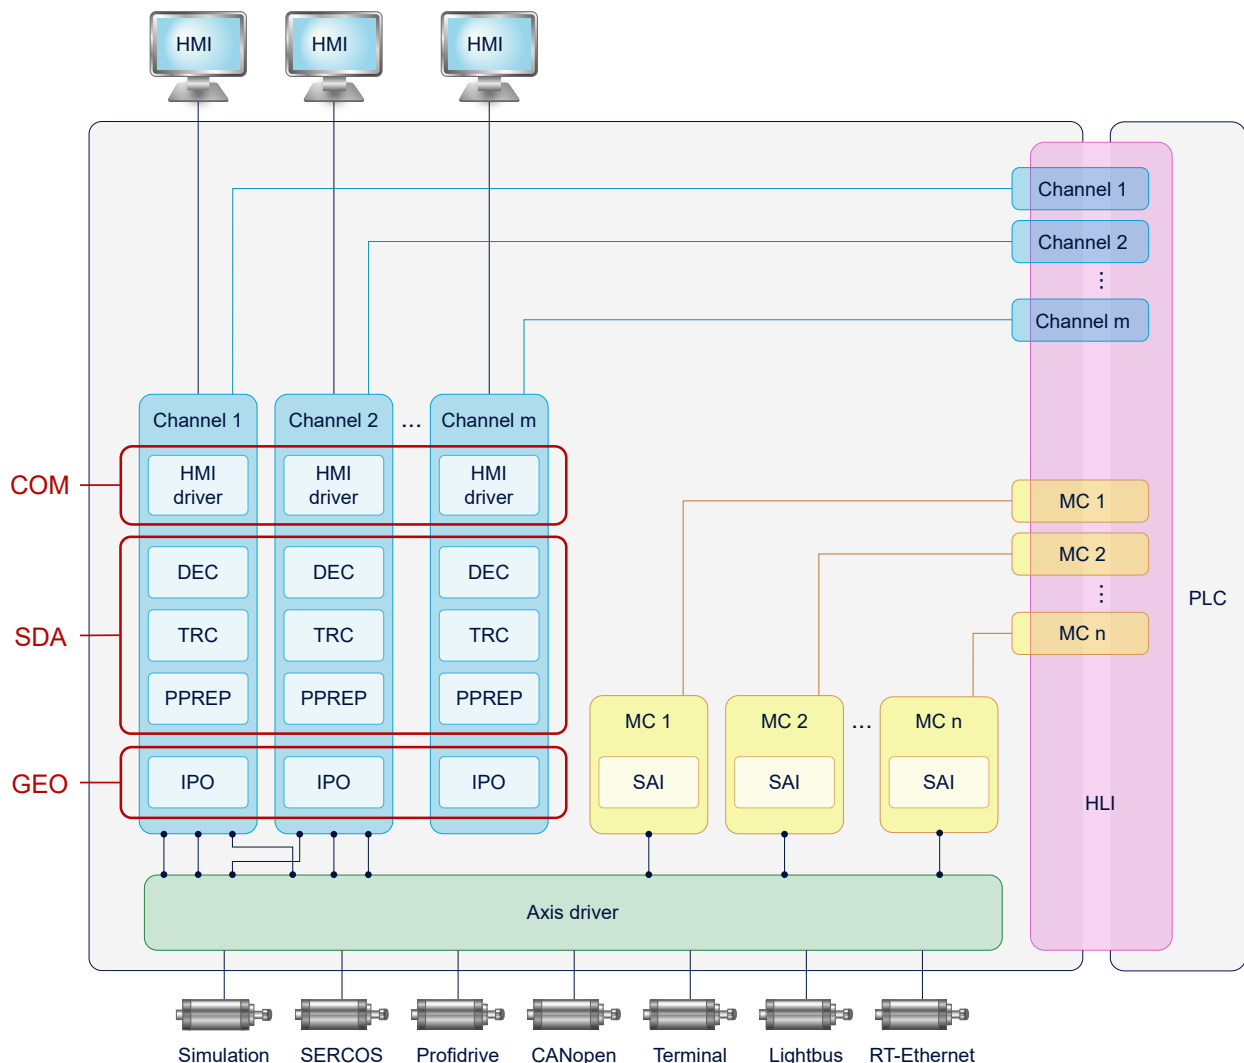 HMI HMI HMI
Channel 1
Channel 2
⋮
Channel m
Channel 1 Channel 2 ... Channel m
COM
HMI driver HMI driver HMI driver
MC 1
MC 2
⋮
MC n
SDA
DEC DEC DEC
TRC TRC TRC
PPREP PPREP PPREP
PLC
MC 1 MC 2 ... MC n
GEO
IPO IPO IPO
SAI SAI SAI
HLI
Axis driver
Simulation SERCOS Profidrive CANopen Terminal Lightbus RT-Ethernet